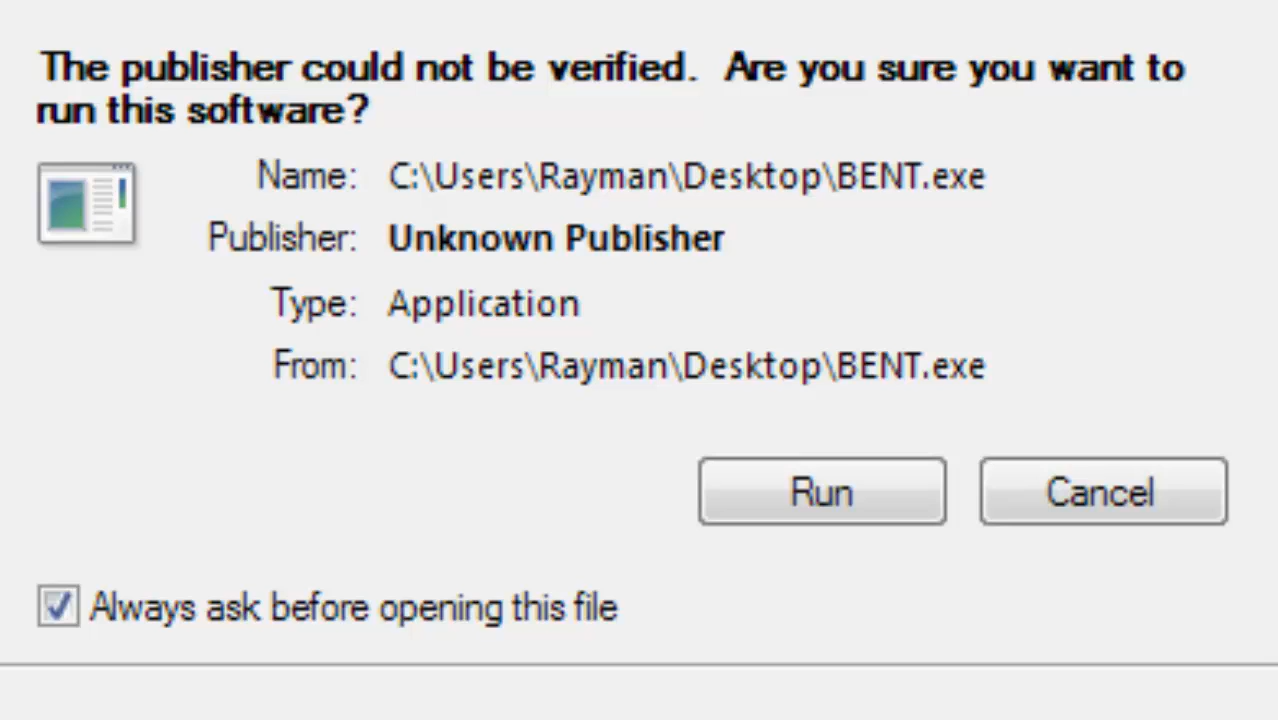 The publisher could not be verified.  Are you sure you want to
run this software?
Name: C:\Users\Rayman\Desktop\BENT.exe
Publisher: Unknown Publisher
Type: Application
From: C:\Users\Rayman\Desktop\BENT.exe
Run Cancel
Always ask before opening this file